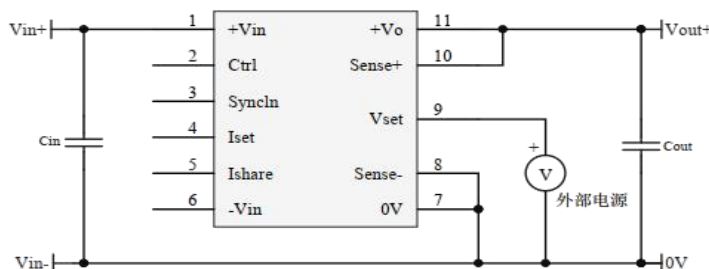 Vin+ 1 +Vin +Vo 11 Vout+
2 Ctrl Sense+ 10
3 SyncIn Vset 9
Cin 4 Iset + V Cout
5 Ishare Sense- 8 外部电源
6 -Vin 0V 7
Vin- 0V